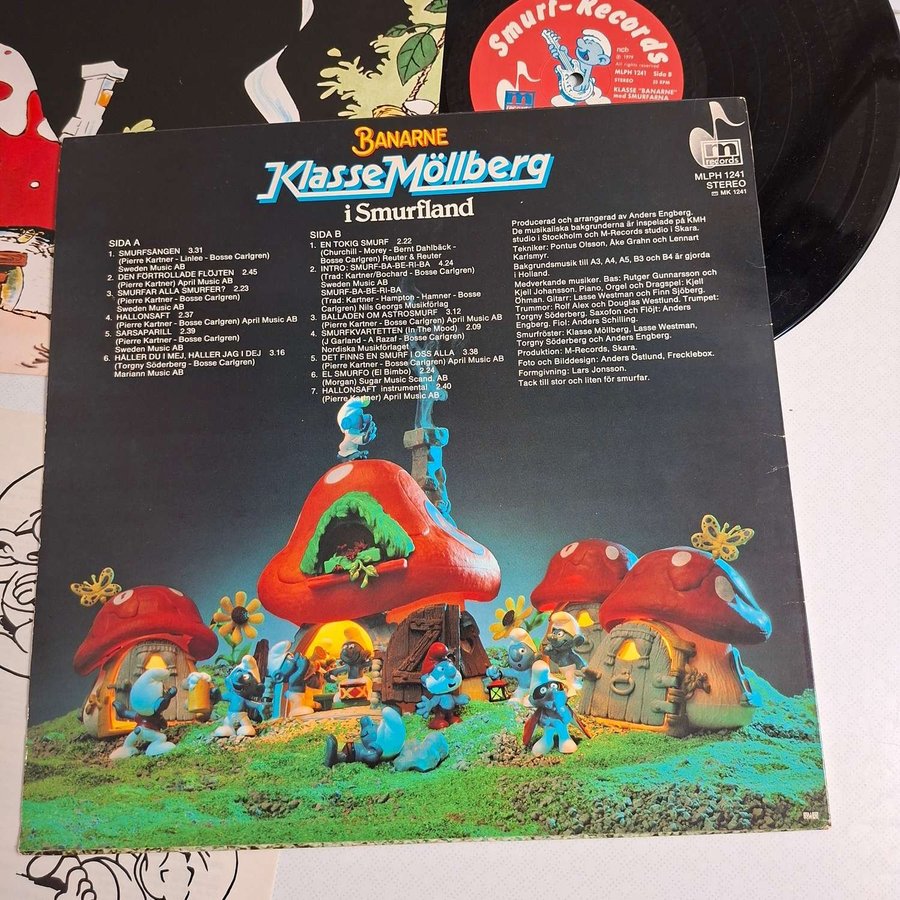 Smurf-Records
ncb
℗ 1979
All rights reserved
MLPH 1241 Side B
STEREO 33 RPM
KLASSE "BANARNE"
med SMURFARNA
m
records
BANARNE
Klasse Möllberg
i Smurfland
m
records
MLPH 1241
STEREO
MK 1241
SIDA A
1. SMURFSÅNGEN 3.31
(Pierre Kartner - Linlee - Bosse Carlgren)
Sweden Music AB
2. DEN FÖRTROLLADE FLÖJTEN 2.45
(Pierre Kartner) April Music AB
3. SMURFAR ALLA SMURFER? 2.23
(Pierre Kartner - Bosse Carlgren)
Sweden Music AB
4. HALLONSAFT 2.37
(Pierre Kartner - Bosse Carlgren) April Music AB
5. SARSAPARILL 2.39
(Pierre Kartner - Bosse Carlgren)
Sweden Music AB
6. HÅLLER DU I MEJ, HÅLLER JAG I DEJ 3.16
(Torgny Söderberg - Bosse Carlgren)
Mariann Music AB
SIDA B
1. EN TOKIG SMURF 2.22
(Churchill - Morey - Bernt Dahlbäck -
Bosse Carlgren) Reuter & Reuter
2. INTRO: SMURF-BA-BE-RI-BA 4.24
(Trad: Kartner/Bochard - Bosse Carlgren)
Sweden Music AB
SMURF-BA-BE-RI-BA
(Trad: Kartner - Hampton - Hamner - Bosse
Carlgren) Nils Georgs Musikförlag
3. BALLADEN OM ASTROSMURF 3.12
(Pierre Kartner - Bosse Carlgren) April Music AB
4. SMURFKVARTETTEN (In The Mood) 2.09
(J Garland - A Razaf - Bosse Carlgren)
Nordiska Musikförlaget
5. DET FINNS EN SMURF I OSS ALLA 3.38
(Pierre Kartner - Bosse Carlgren) April Music AB
6. EL SMURFO (El Bimbo) 2.24
(Morgan) Sugar Music Scand. AB
7. HALLONSAFT instrumental 2.40
(Pierre Kartner) April Music AB
Producerad och arrangerad av Anders Engberg.
De musikaliska bakgrunderna är inspelade på KMH
studio i Stockholm och M-Records studio i Skara.
Tekniker: Pontus Olsson, Åke Grahn och Lennart
Karlsmyr.
Bakgrundsmusik till A3, A4, A5, B3 och B4 är gjorda
i Holland.
Medverkande musiker. Bas: Rutger Gunnarsson och
Kjell Johansson. Piano, Orgel och Dragspel: Kjell
Öhman. Gitarr: Lasse Westman och Finn Sjöberg.
Trummor: Rolf Alex och Douglas Westlund. Trumpet:
Torgny Söderberg. Saxofon och Flöjt: Anders
Engberg. Fiol: Anders Schilling.
Smurfröster: Klasse Möllberg, Lasse Westman,
Torgny Söderberg och Anders Engberg.
Produktion: M-Records, Skara.
Foto och Bilddesign: Anders Östlund, Frecklebox.
Formgivning: Lars Jonsson.
Tack till stor och liten för smurfar.